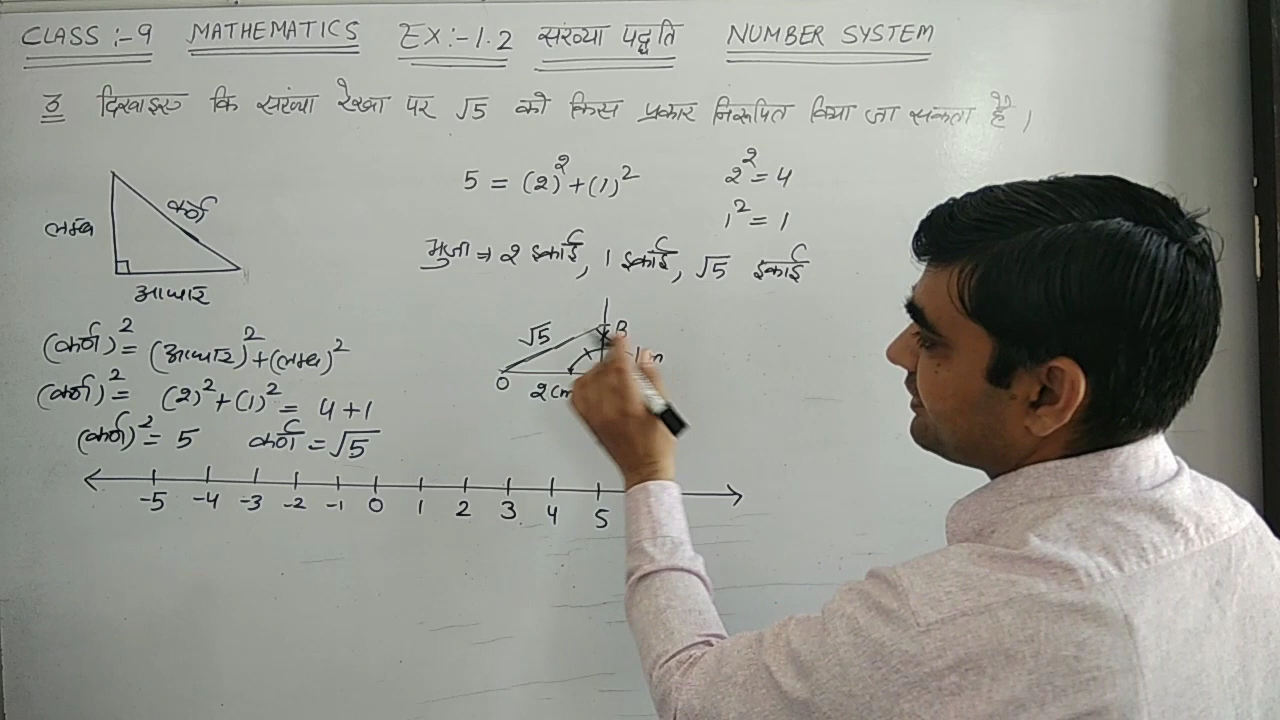 CLASS :- 9 MATHEMATICS EX:-1.2 संख्या पद्धति NUMBER SYSTEM
3 दिखाइए कि संख्या रेखा पर √5 को किस प्रकार निरूपित किया जा सकता है ।
5 = (2)² + (1)²
2² = 4
1² = 1
भुजा → 2 इकाई, 1 इकाई, √5 इकाई
लम्ब
कर्ण
आधार
(कर्ण)² = (आधार)² + (लम्ब)²
(कर्ण)² = (2)² + (1)² = 4 + 1
(कर्ण)² = 5 कर्ण = √5
√5
B
O
2 cm
-5 -4 -3 -2 -1 0 1 2 3 4 5